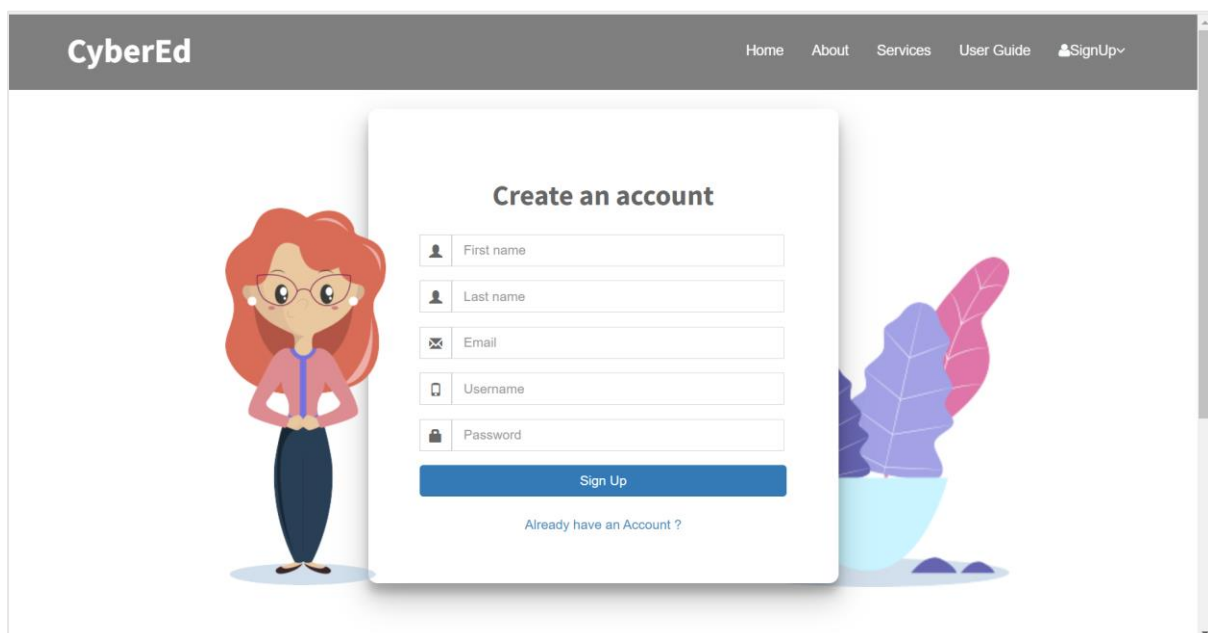 CyberEd
Home About Services User Guide SignUp
Create an account
First name
Last name
Email
Username
Password
Sign Up
Already have an Account ?